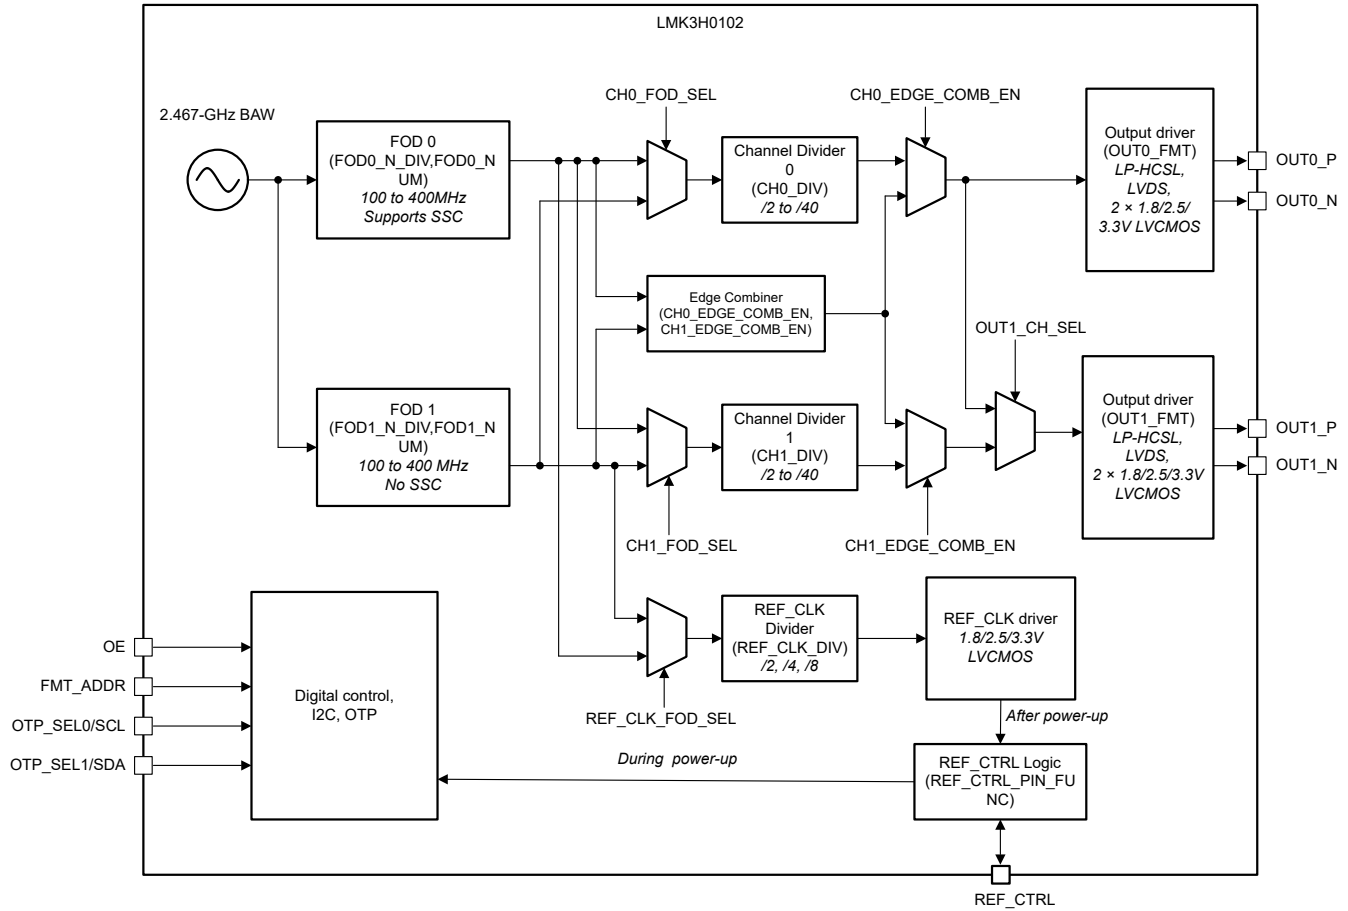 LMK3H0102
2.467-GHz BAW
FOD 0
(FOD0_N_DIV,FOD0_N
UM)
100 to 400MHz
Supports SSC
CH0_FOD_SEL
Channel Divider
0
(CH0_DIV)
/2 to /40
CH0_EDGE_COMB_EN
Output driver
(OUT0_FMT)
LP-HCSL,
LVDS,
2 × 1.8/2.5/
3.3V LVCMOS
OUT0_P
OUT0_N
Edge Combiner
(CH0_EDGE_COMB_EN,
CH1_EDGE_COMB_EN)
OUT1_CH_SEL
FOD 1
(FOD1_N_DIV,FOD1_N
UM)
100 to 400 MHz
No SSC
Channel Divider
1
(CH1_DIV)
/2 to /40
CH1_FOD_SEL
CH1_EDGE_COMB_EN
Output driver
(OUT1_FMT)
LP-HCSL,
LVDS,
2 × 1.8/2.5/3.3V
LVCMOS
OUT1_P
OUT1_N
REF_CLK
Divider
(REF_CLK_DIV)
/2, /4, /8
REF_CLK_FOD_SEL
REF_CLK driver
1.8/2.5/3.3V
LVCMOS
After power-up
OE
FMT_ADDR
OTP_SEL0/SCL
OTP_SEL1/SDA
Digital control,
I2C, OTP
During power-up
REF_CTRL Logic
(REF_CTRL_PIN_FU
NC)
REF_CTRL